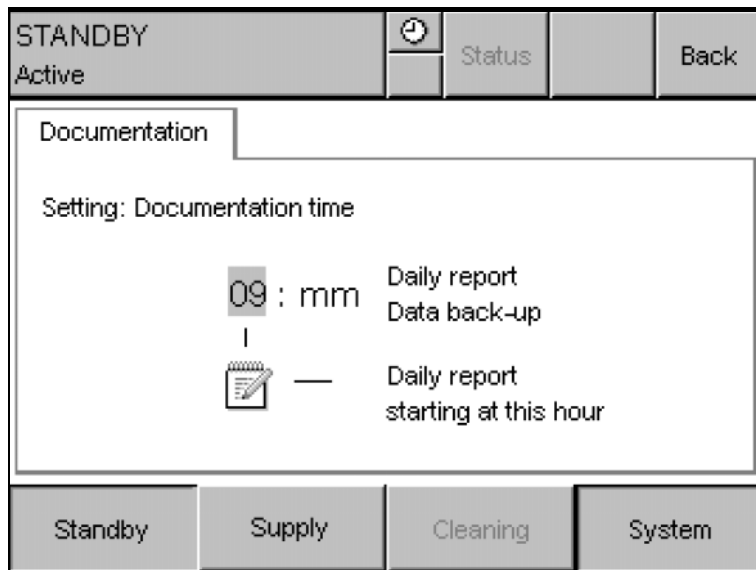 STANDBY
Active
Status
Back
Documentation
Setting: Documentation time
09 : mm
Daily report
Data back-up
Daily report
starting at this hour
Standby
Supply
Cleaning
System